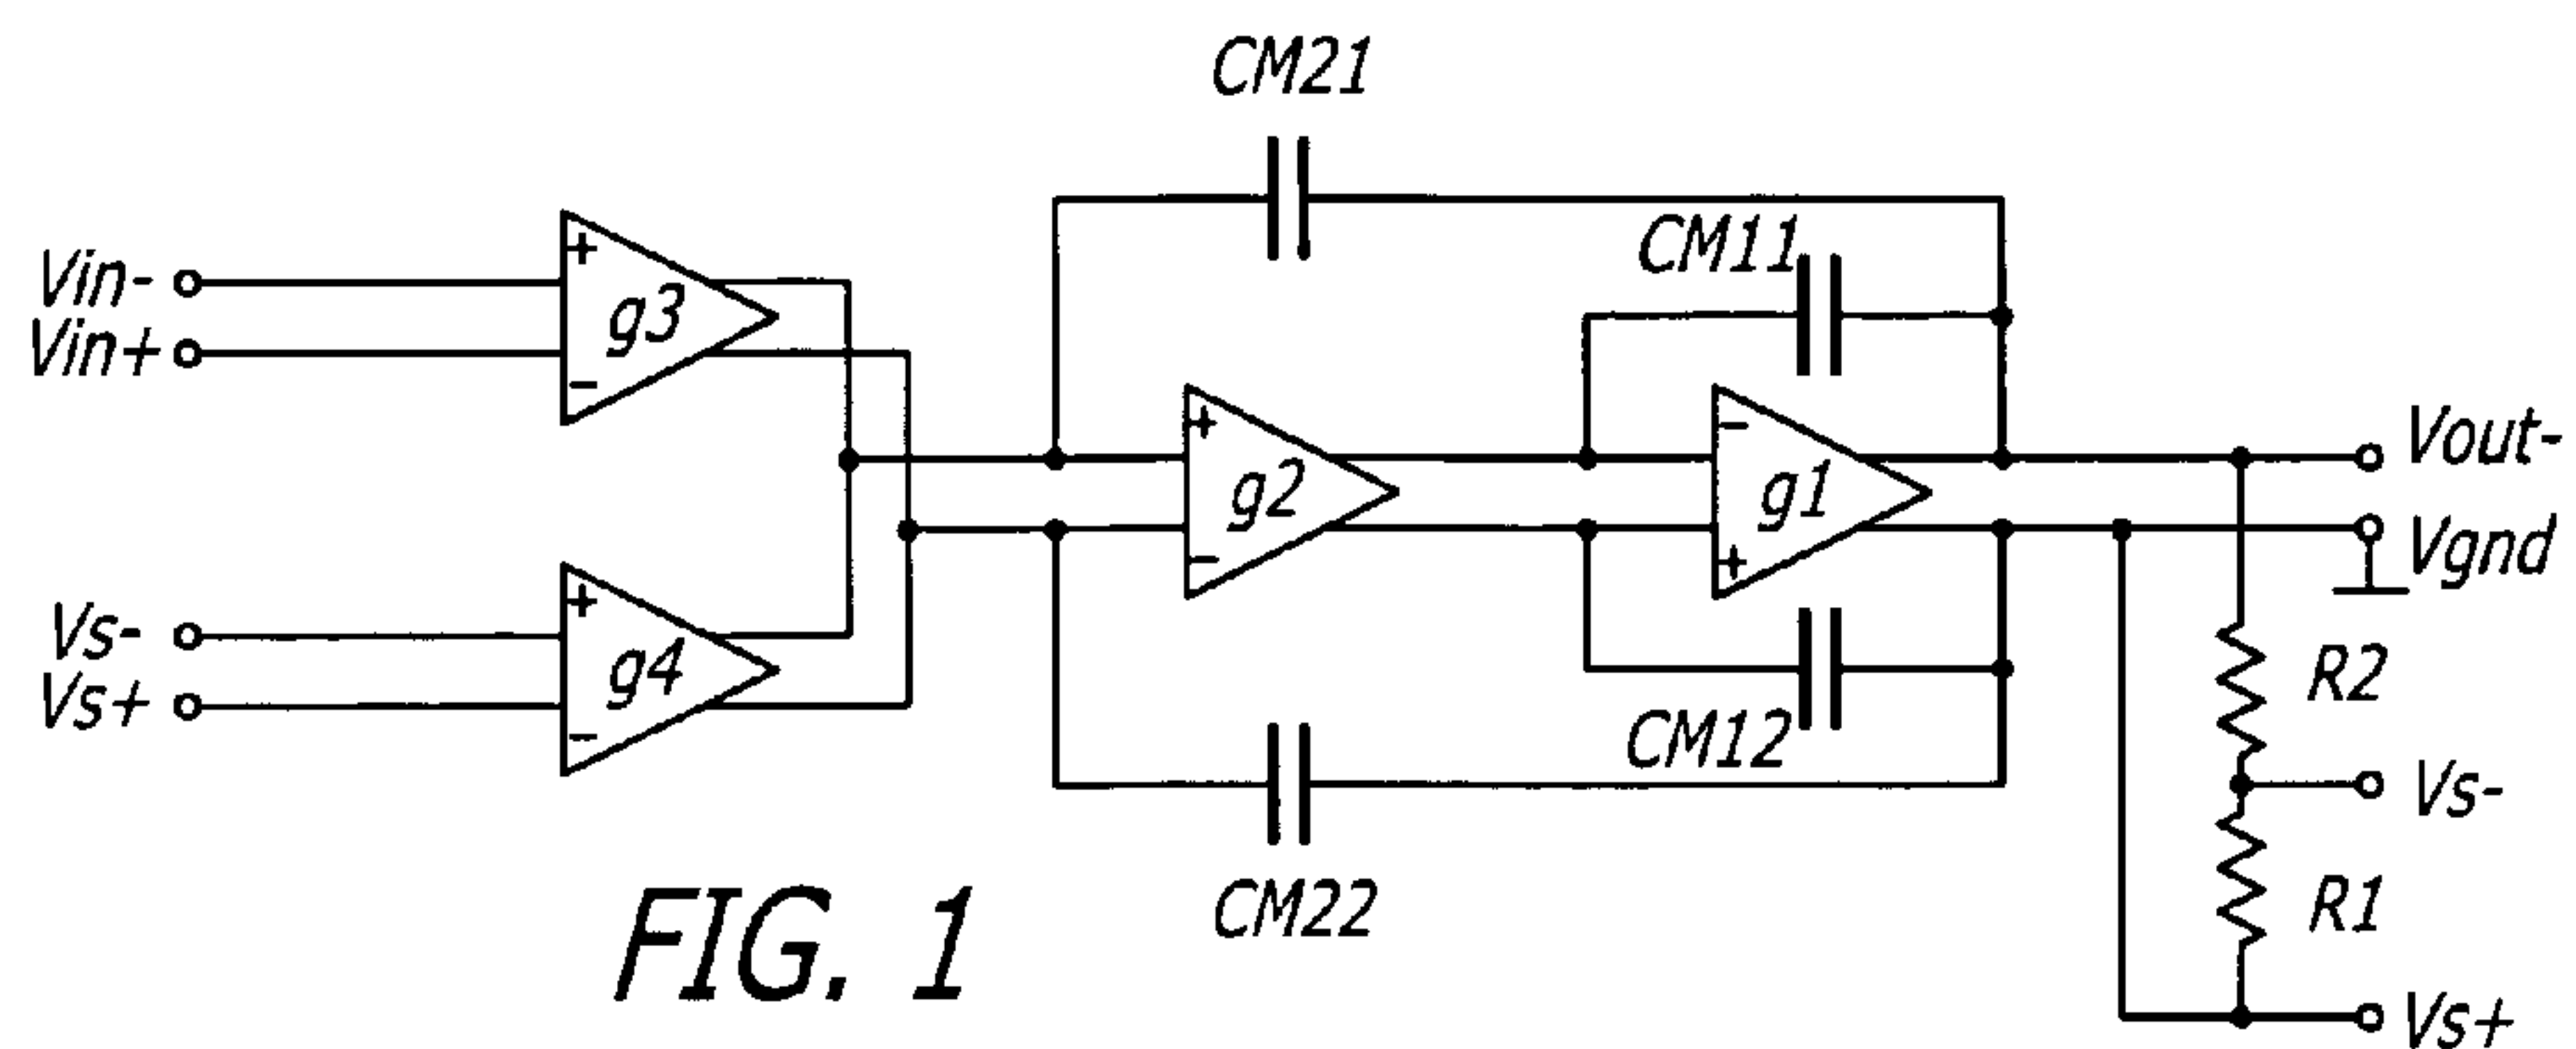 CM21
CM11
Vin-
Vin+
+
-
g3
Vs-
Vs+
+
-
g4
+
-
g2
-
+
g1
CM12
CM22
Vout-
Vgnd
R2
Vs-
R1
Vs+
FIG. 1